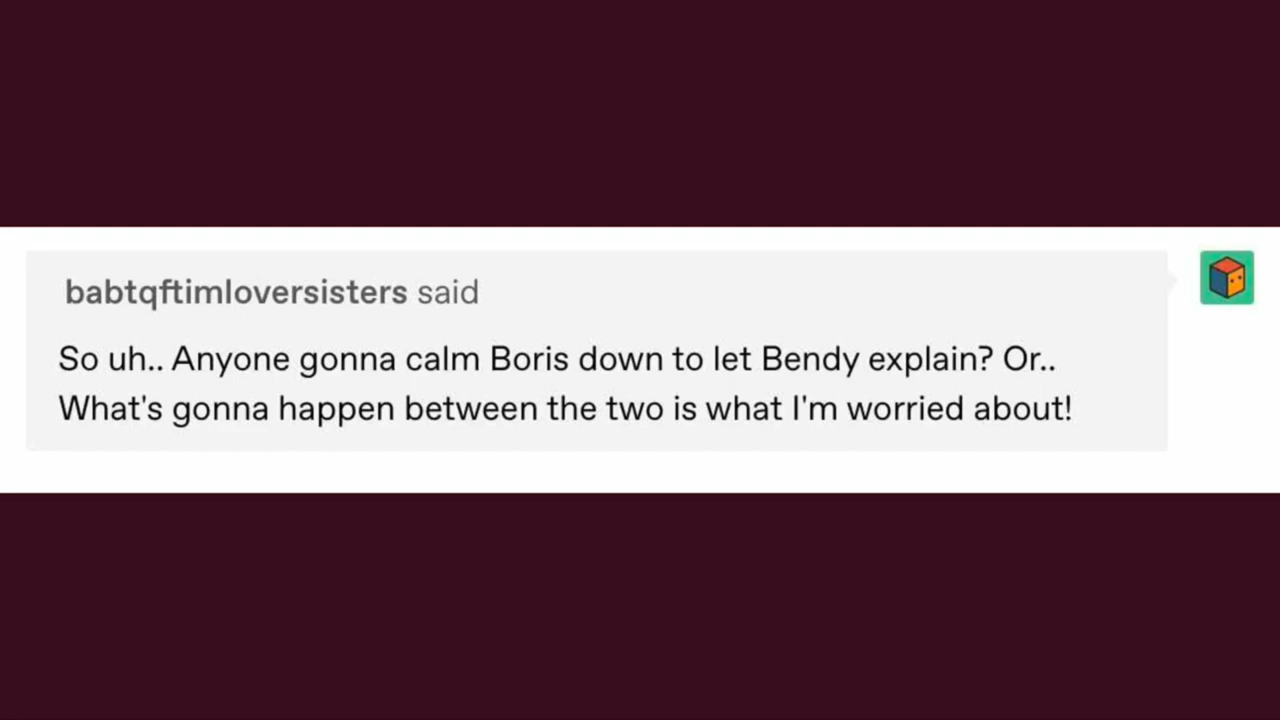 babtqftimloversisters said
So uh.. Anyone gonna calm Boris down to let Bendy explain? Or..
What's gonna happen between the two is what I'm worried about!